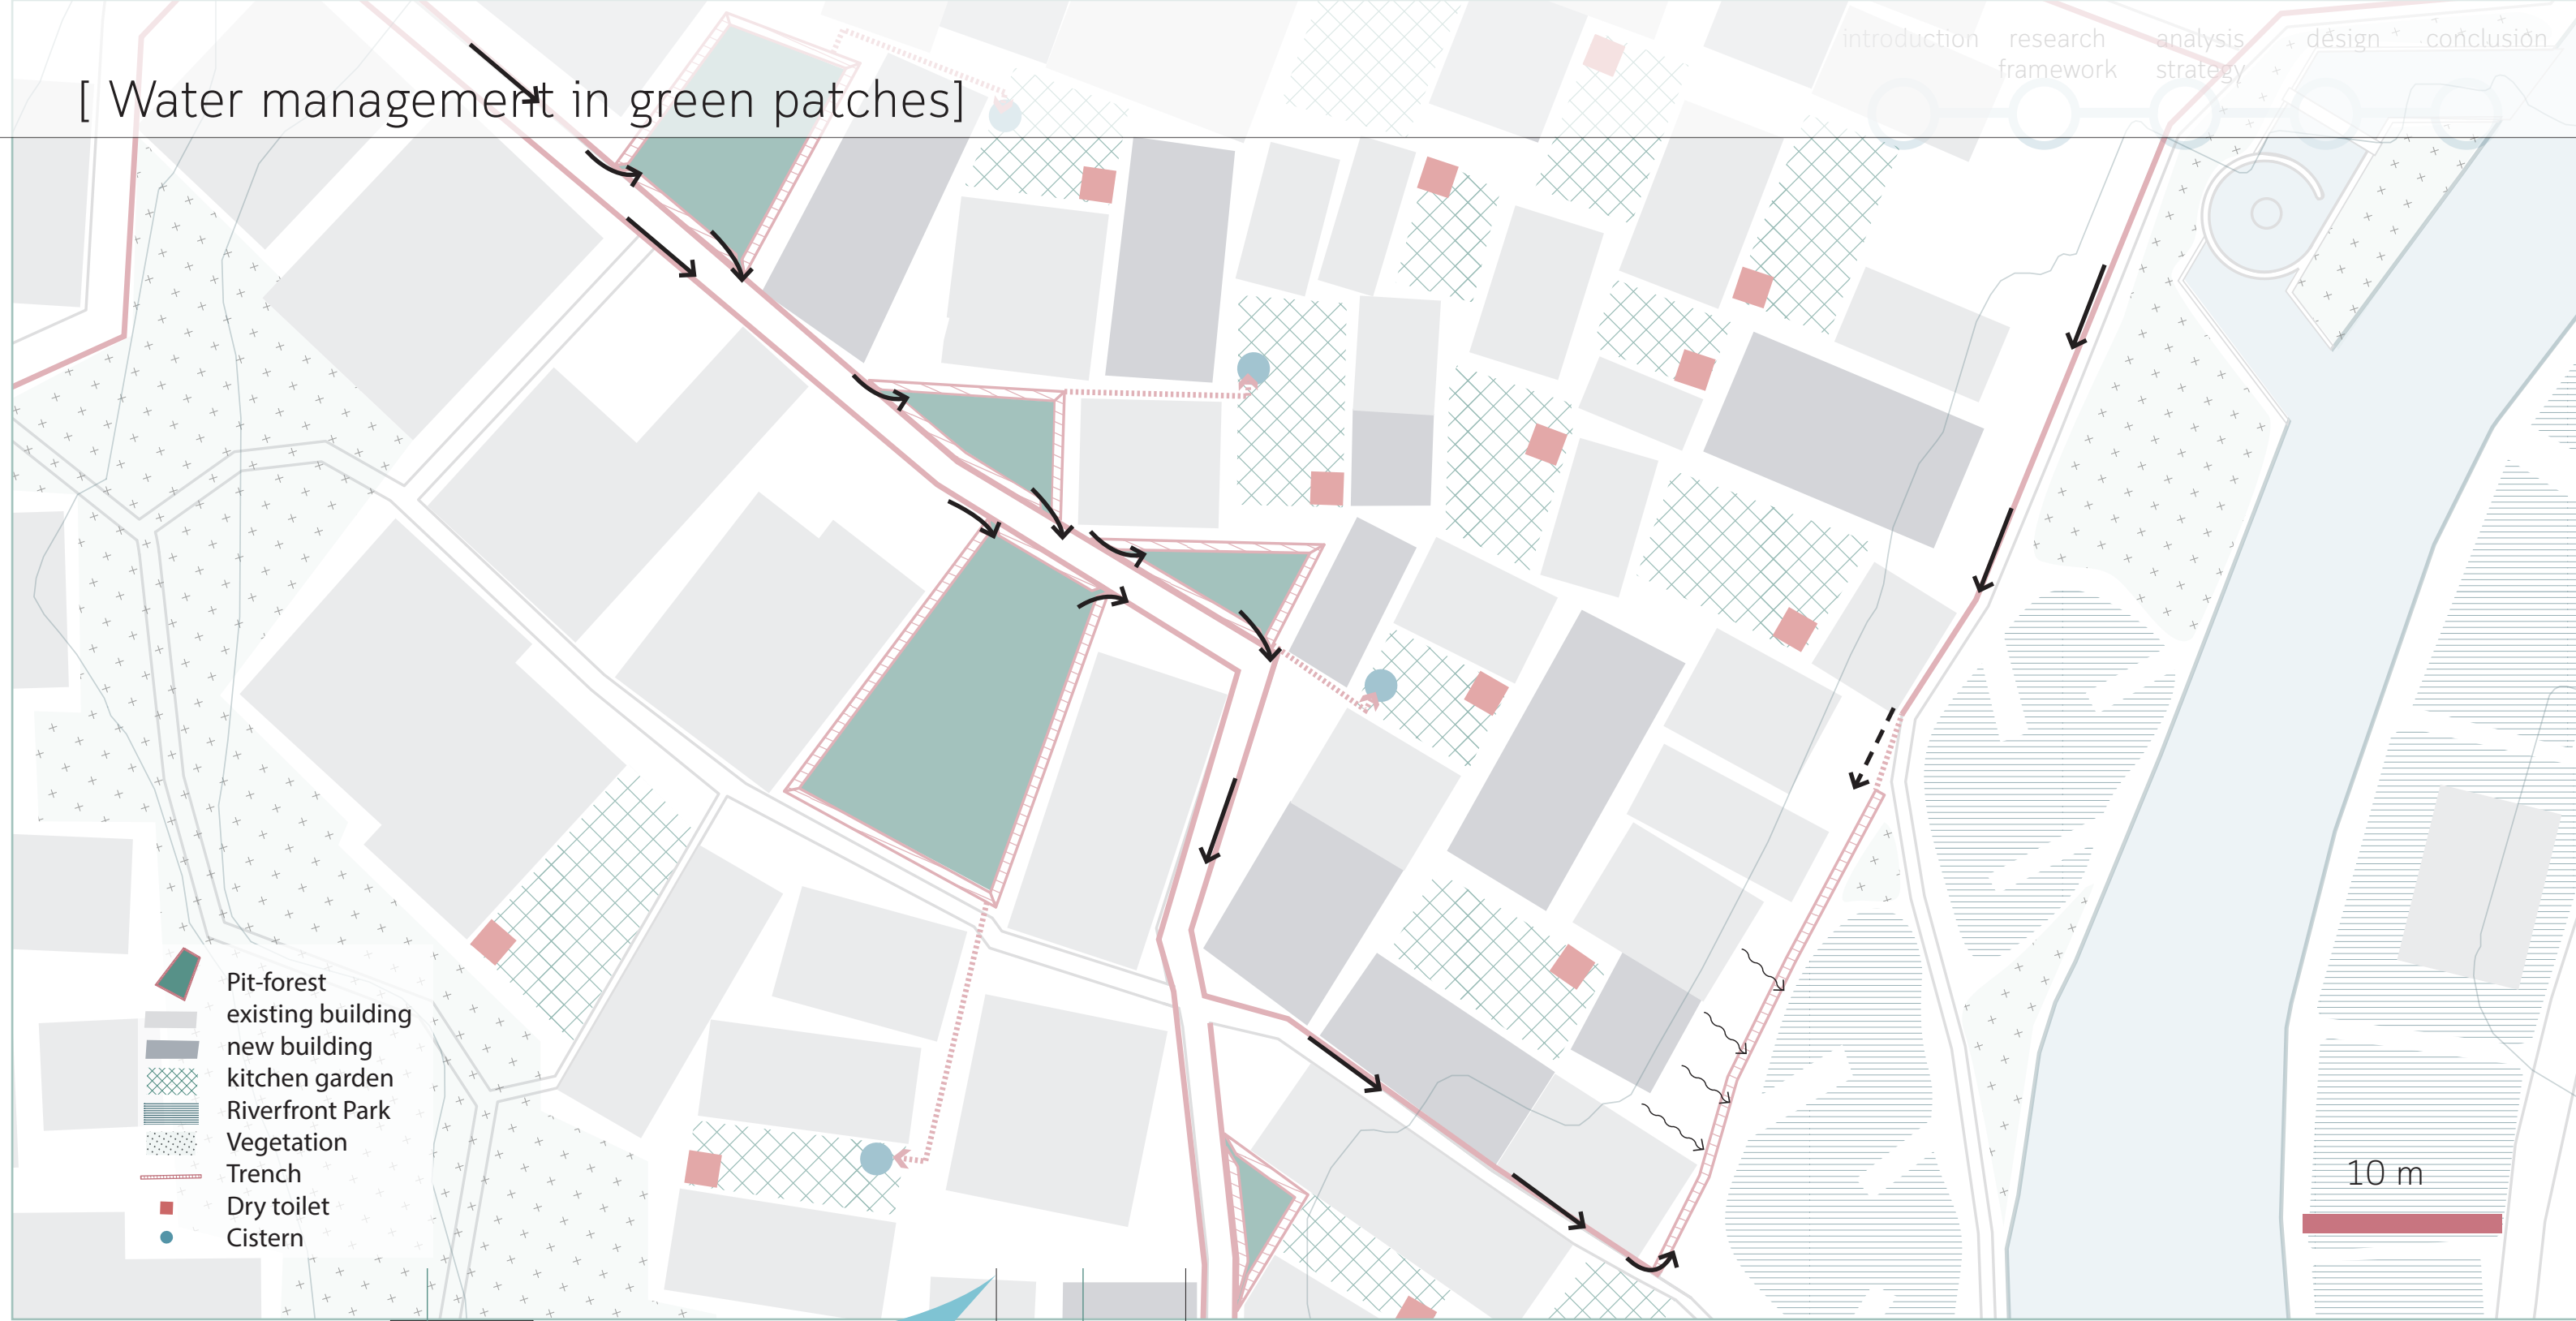 introduction
research
framework
analysis
strategy
design
conclusion
[ Water management in green patches]
Pit-forest
existing building
new building
kitchen garden
Riverfront Park
Vegetation
Trench
Dry toilet
Cistern
10 m